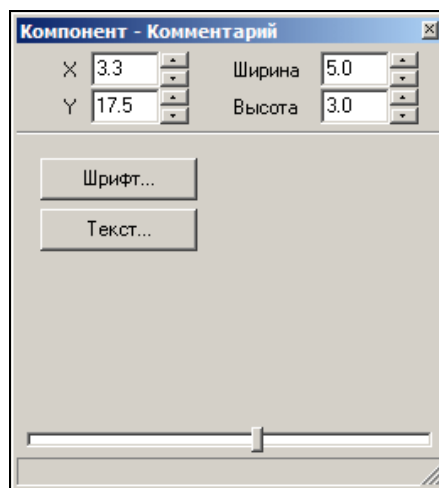 Компонент - Комментарий
X 3.3 Ширина 5.0
Y 17.5 Высота 3.0
Шрифт...
Текст...